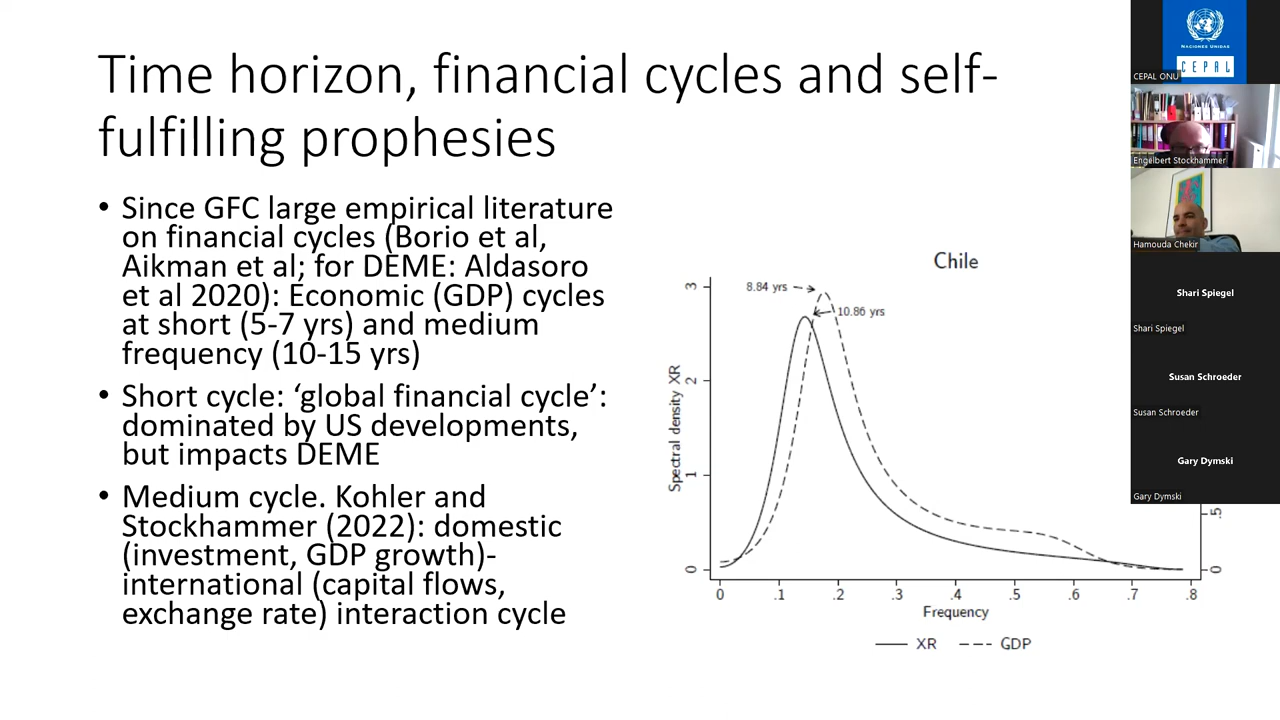 Time horizon, financial cycles and self-
fulfilling prophesies
• Since GFC large empirical literature
on financial cycles (Borio et al,
Aikman et al; for DEME: Aldasoro
et al 2020): Economic (GDP) cycles
at short (5-7 yrs) and medium
frequency (10-15 yrs)
• Short cycle: ‘global financial cycle’:
dominated by US developments,
but impacts DEME
• Medium cycle. Kohler and
Stockhammer (2022): domestic
(investment, GDP growth)-
international (capital flows,
exchange rate) interaction cycle
Chile
8.84 yrs
10.86 yrs
Spectral density XR
3
2
1
0
.5
0
0 .1 .2 .3 .4 .5 .6 .7 .8
Frequency
XR GDP
NACIONES UNIDAS
CEPAL
CEPAL ONU
Engelbert Stockhammer
Hamouda Chekir
Shari Spiegel
Shari Spiegel
Susan Schroeder
Susan Schroeder
Gary Dymski
Gary Dymski